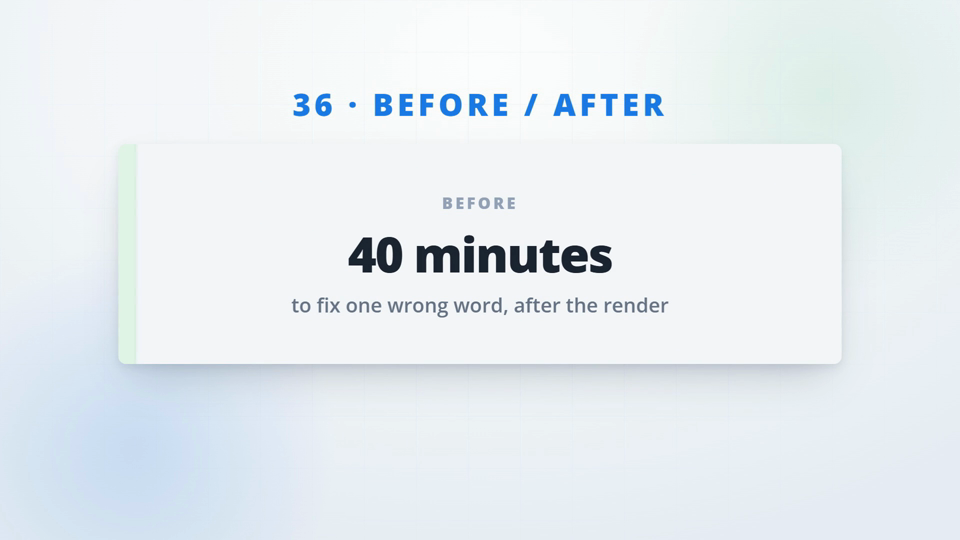 36 · BEFORE / AFTER
BEFORE
40 minutes
to fix one wrong word, after the render